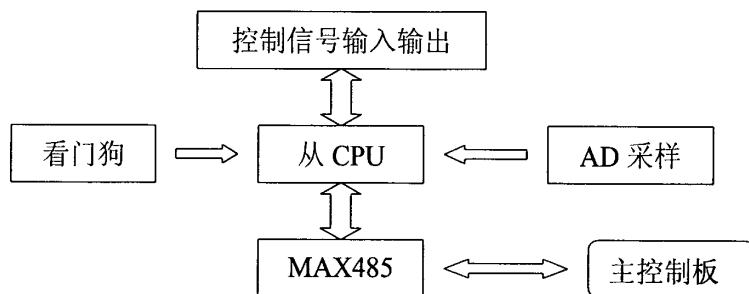 控制信号输入输出
看门狗
从 CPU
AD 采样
MAX485
主控制板